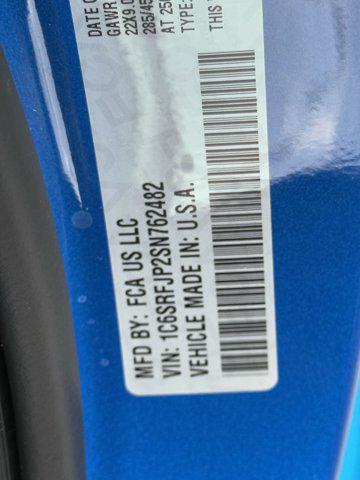 DATE O
GAWR
22X9.0
285/45
AT 250
TYPE:
THIS V
MFD BY: FCA US LLC
VIN: 1C6SRFJP2SN762482
VEHICLE MADE IN: U.S.A.